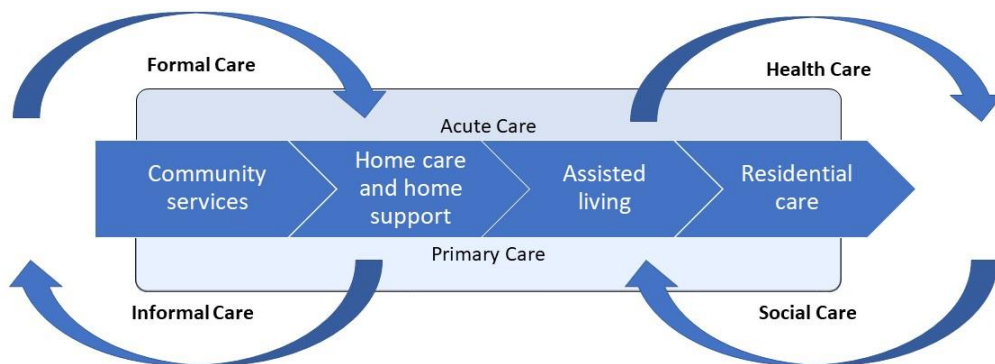 Formal Care
Health Care
Acute Care
Community
services
Home care
and home
support
Assisted
living
Residential
care
Primary Care
Informal Care
Social Care